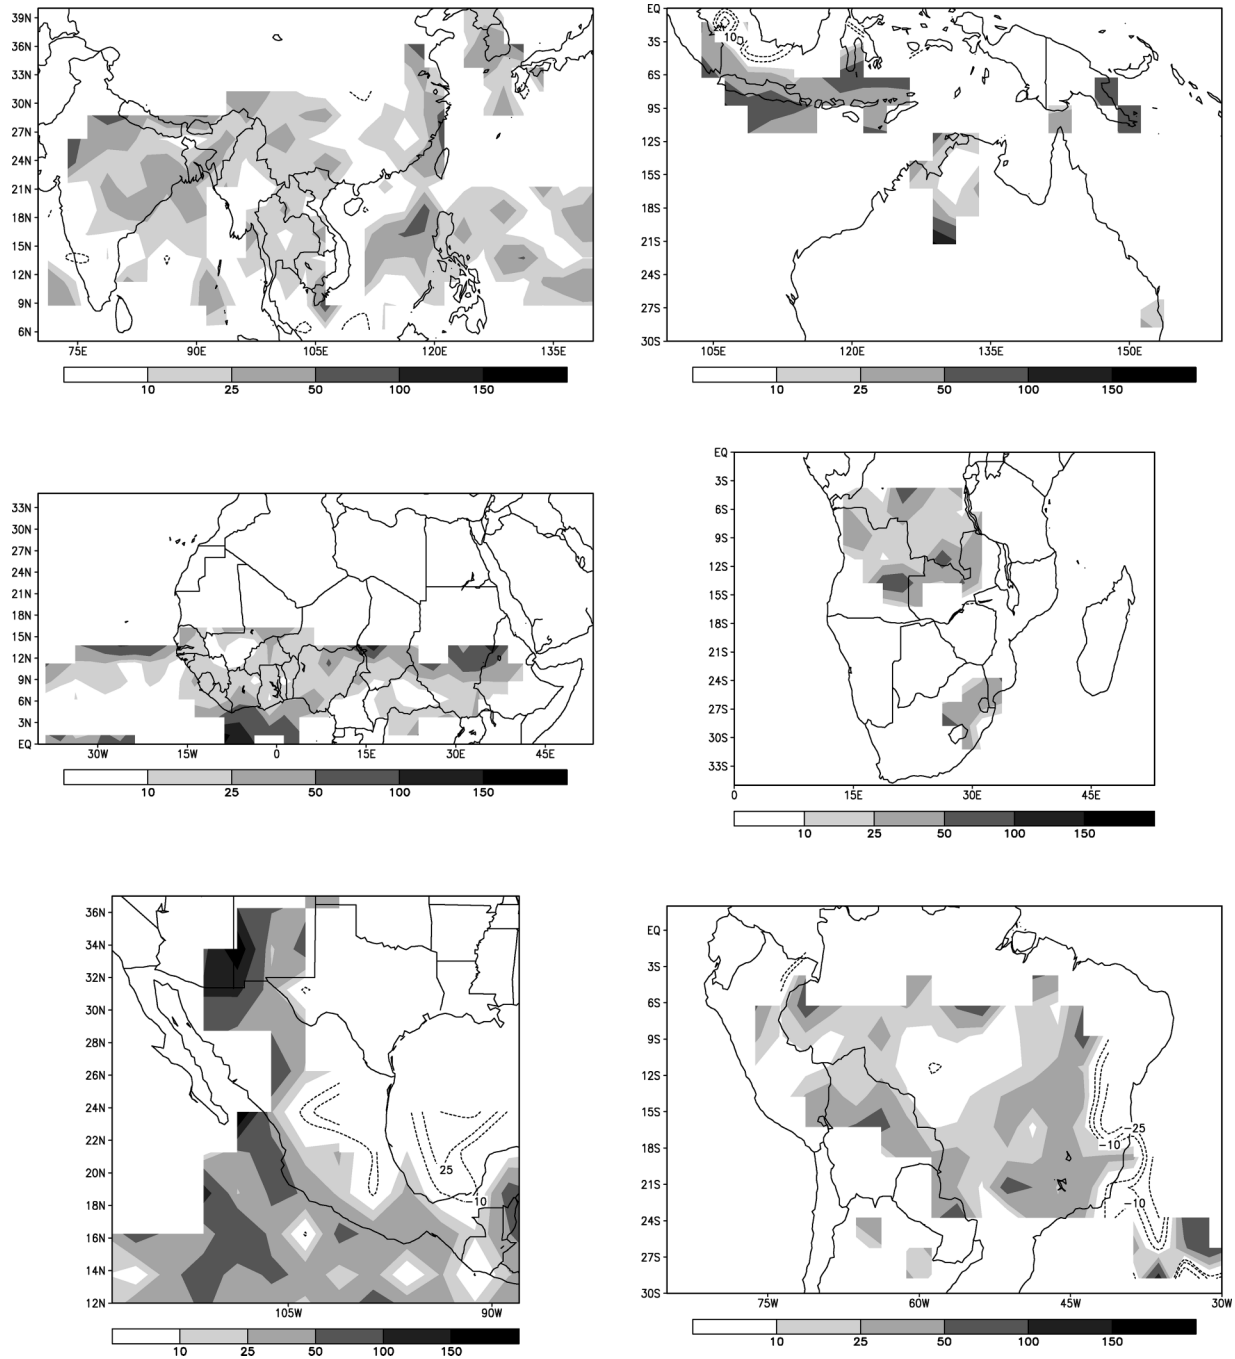 39N
36N
33N
30N
27N
24N
21N
18N
15N
12N
9N
6N
75E 90E 105E 120E 135E
10 25 50 100 150
EQ
3S
6S
9S
12S
15S
18S
21S
24S
27S
30S
10
105E 120E 135E 150E
10 25 50 100 150
33N
30N
27N
24N
21N
18N
15N
12N
9N
6N
3N
EQ
30W 15W 0 15E 30E 45E
10 25 50 100 150
EQ
3S
6S
9S
12S
15S
18S
21S
24S
27S
30S
33S
0 15E 30E 45E
10 25 50 100 150
36N
34N
32N
30N
28N
26N
24N
22N
20N
18N
16N
14N
12N
25
-10
105W 90W
10 25 50 100 150
EQ
3S
6S
9S
12S
15S
18S
21S
24S
27S
30S
-25
-10
-10
75W 60W 45W 30W
10 25 50 100 150